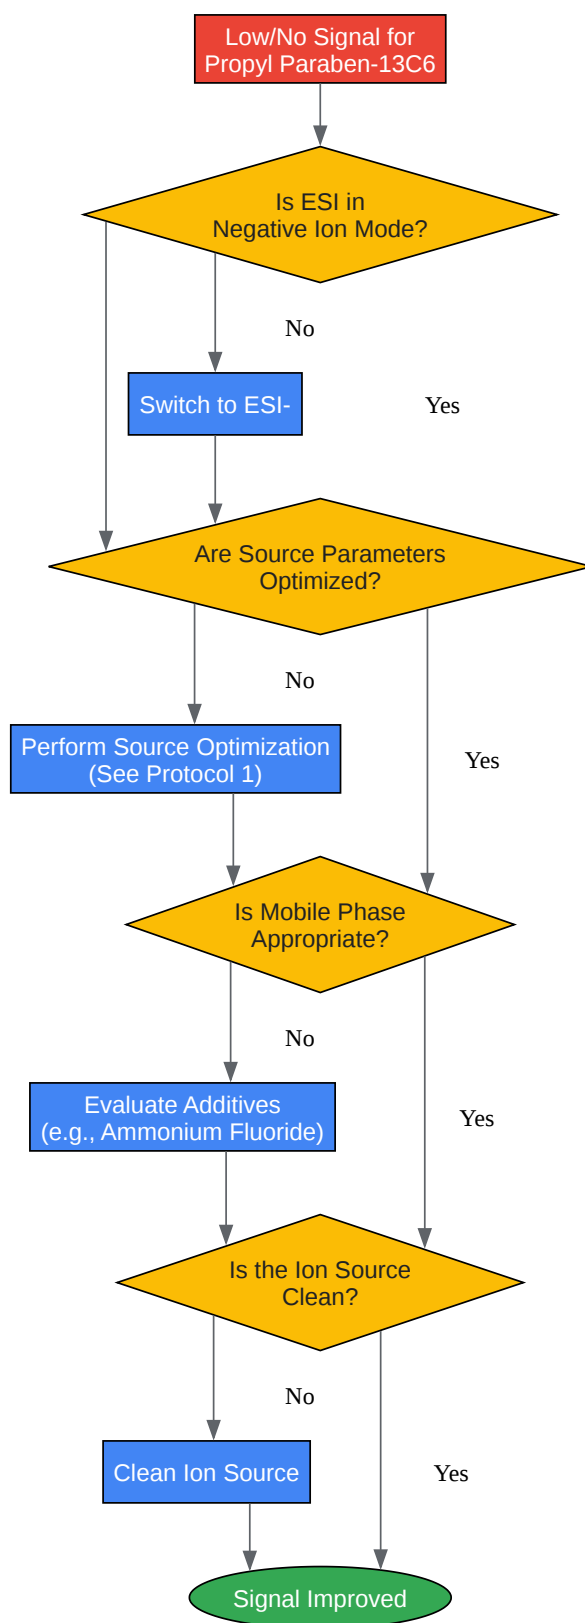 Low/No Signal for
Propyl Paraben-13C6
Is ESI in
Negative Ion Mode?
No
Switch to ESI-
Yes
Are Source Parameters
Optimized?
No
Perform Source Optimization
(See Protocol 1)
Yes
Is Mobile Phase
Appropriate?
No
Evaluate Additives
(e.g., Ammonium Fluoride)
Yes
Is the Ion Source
Clean?
No
Clean Ion Source
Yes
Signal Improved